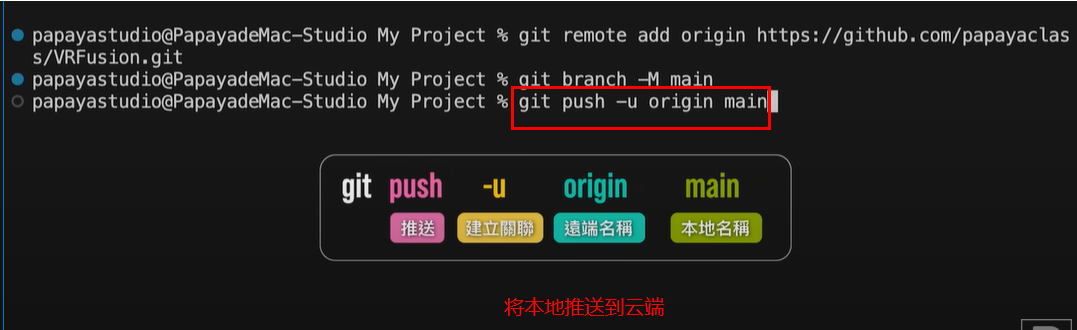 papayastudio@PapayadeMac-Studio My Project % git remote add origin https://github.com/papayaclas
s/VRFusion.git
papayastudio@PapayadeMac-Studio My Project % git branch -M main
papayastudio@PapayadeMac-Studio My Project % git push -u origin main
git push -u origin main
推送 建立關聯 遠端名稱 本地名稱
将本地推送到云端